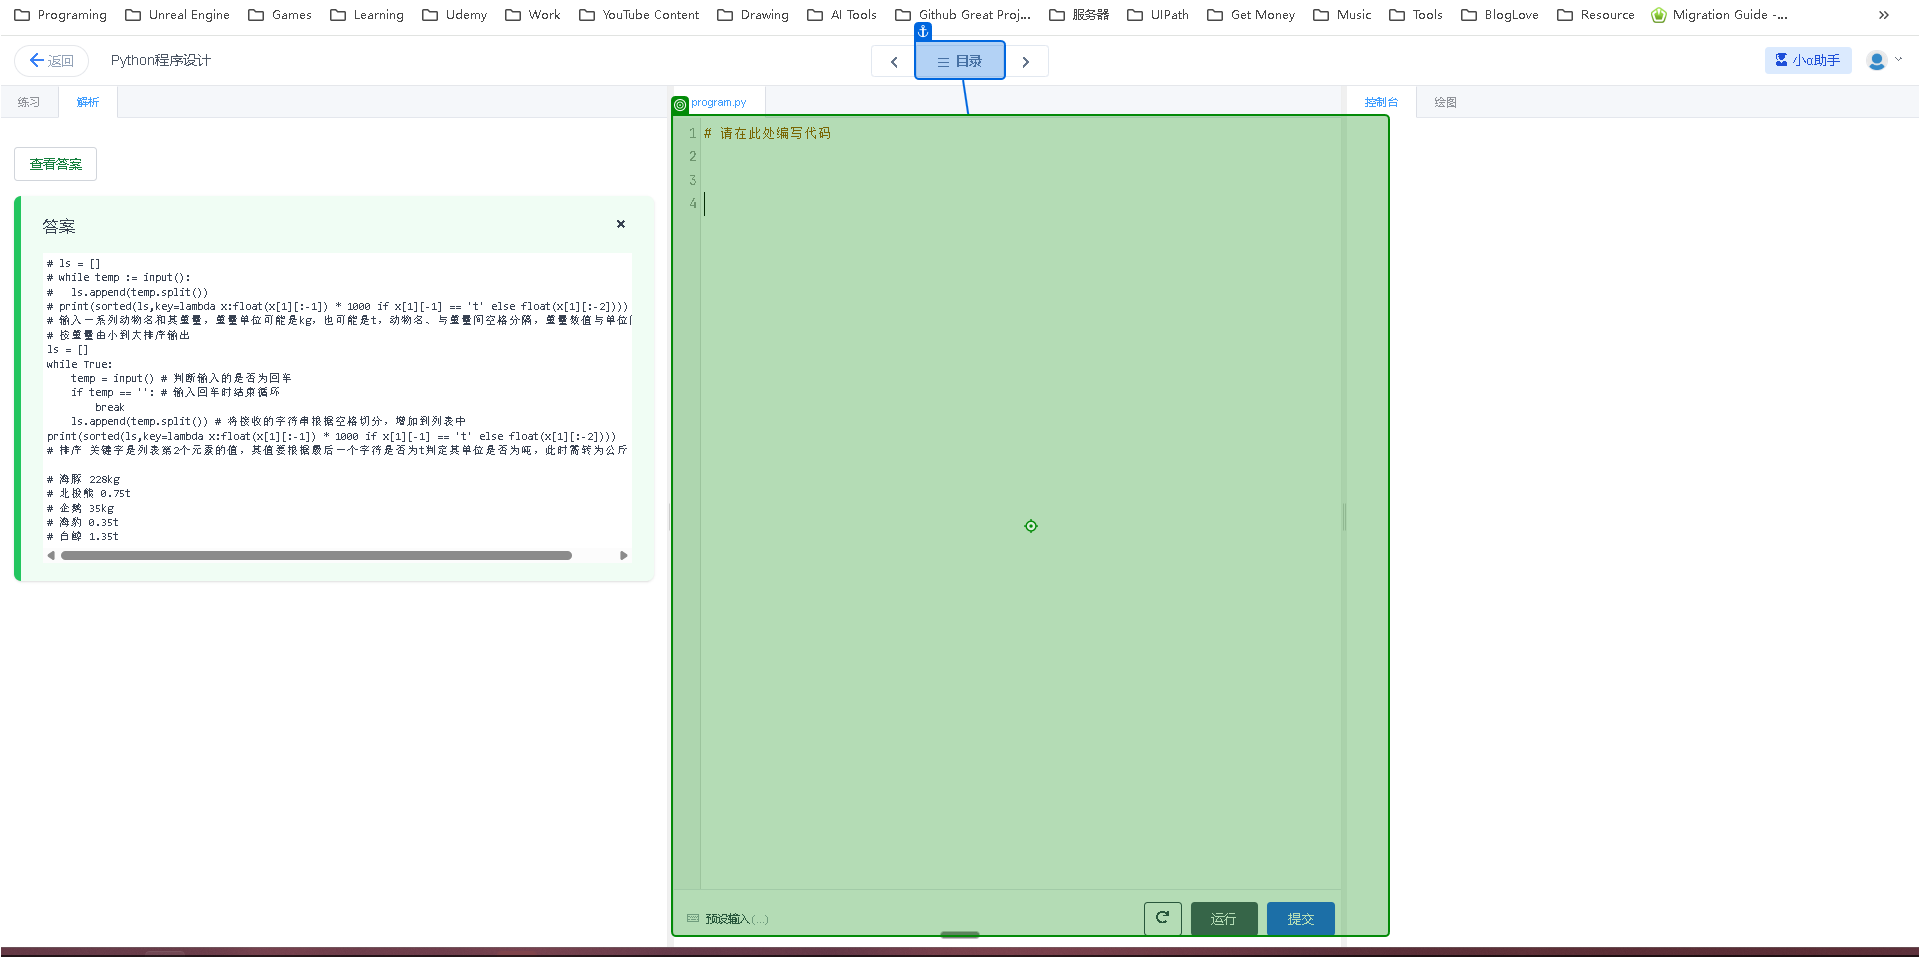 Programing Unreal Engine Games Learning Udemy Work YouTube Content Drawing AI Tools Github Great Proj... 服务器 UIPath Get Money Music Tools BlogLove Resource Migration Guide -...
返回 Python程序设计 目录 小α助手
练习 解析 program.py 控制台 绘图
查看答案
答案
# ls = []
# while temp := input():
#   ls.append(temp.split())
# print(sorted(ls,key=lambda x:float(x[1][:-1]) * 1000 if x[1][-1] == 't' else float(x[1][:-2])))
# 输入一系列动物名和其重量，重量单位可能是kg，也可能是t，动物名、与重量间空格分隔，重量数值与单位
# 按重量由小到大排序输出
ls = []
while True:
    temp = input() # 判断输入的是否为回车
    if temp == '': # 输入回车时结束循环
        break
    ls.append(temp.split()) # 将接收的字符串根据空格切分，增加到列表中
print(sorted(ls,key=lambda x:float(x[1][:-1]) * 1000 if x[1][-1] == 't' else float(x[1][:-2])))
# 排序 关键字是列表第2个元素的值，其值要根据最后一个字符是否为t判定其单位是否为吨，此时需转为公斤
# 海豚 228kg
# 北极熊 0.75t
# 企鹅 35kg
# 海豹 0.35t
# 白鲸 1.35t
1 # 请在此处编写代码
2
3
4
预设输入 (...) 运行 提交